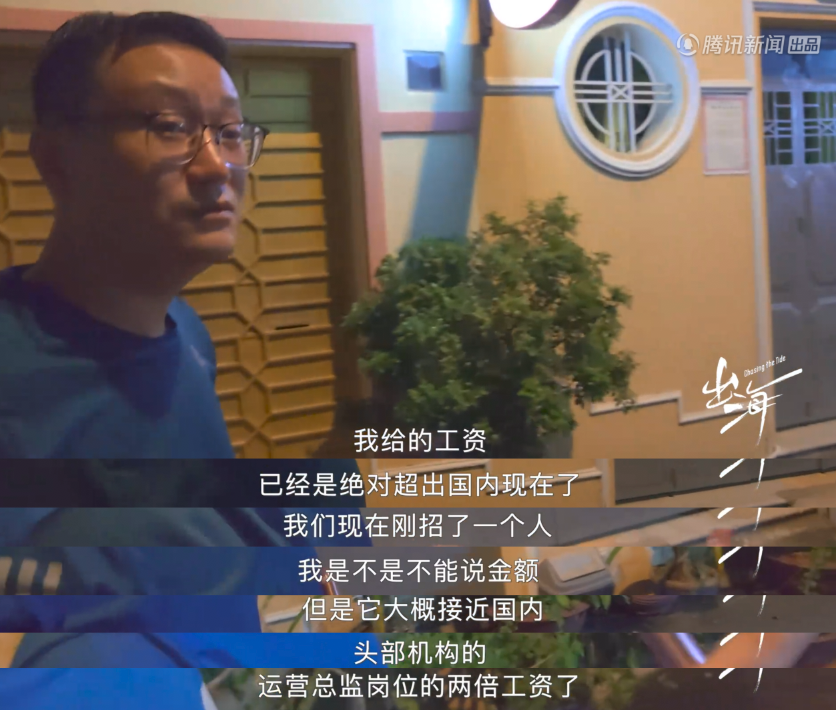 腾讯新闻 出品
Chasing the Tide
出海
我给的工资
已经是绝对超出国内现在了
我们现在刚招了一个人
我是不是不能说金额
但是它大概接近国内
头部机构的
运营总监岗位的两倍工资了